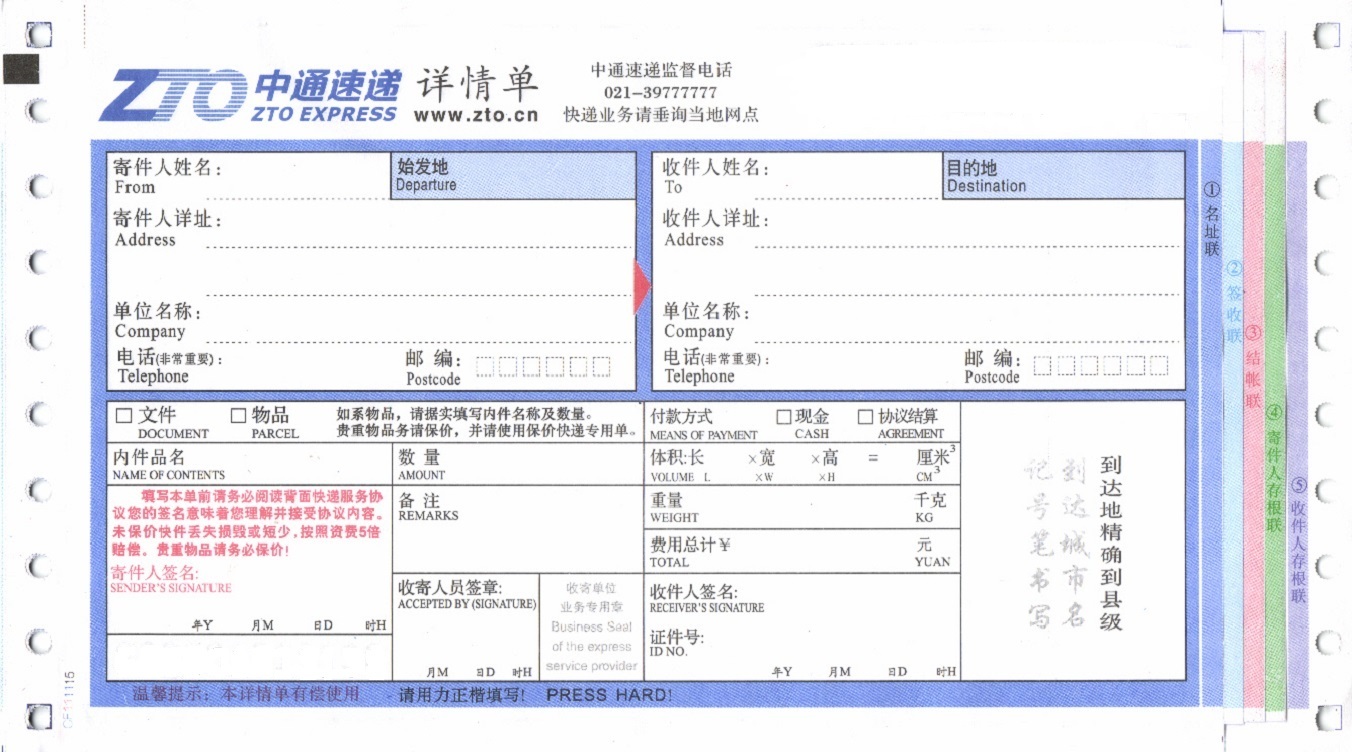 ZTO 中通速递 详情单
ZTO EXPRESS www.zto.cn
中通速递监督电话
021-39777777
快递业务请垂询当地网点
寄件人姓名：
From
始发地
Departure
寄件人详址：
Address
单位名称：
Company
电话(非常重要)：
Telephone
邮 编：
Postcode
收件人姓名：
To
目的地
Destination
收件人详址：
Address
单位名称：
Company
电话(非常重要)：
Telephone
邮 编：
Postcode
□ 文件 □ 物品
DOCUMENT PARCEL
如系物品，请据实填写内件名称及数量。
贵重物品务请保价，并请使用保价快递专用单。
付款方式 □现金 □ 协议结算
MEANS OF PAYMENT CASH AGREEMENT
内件品名
NAME OF CONTENTS
数 量
AMOUNT
体积:长 ×宽 ×高 = 厘米³
VOLUME L ×W ×H CM³
填写本单前请务必阅读背面快递服务协
议您的签名意味着您理解并接受协议内容。
未保价快件丢失损毁或短少，按照资费5倍
赔偿。贵重物品请务必保价！
寄件人签名:
SENDER'S SIGNATURE
年Y 月M 日D 时H
备 注
REMARKS
收寄人员签章:
ACCEPTED BY (SIGNATURE)
月M 日D 时H
收寄单位
业务专用章
Business Seal
of the express
service provider
重量 千克
WEIGHT KG
费用总计￥ 元
TOTAL YUAN
收件人签名:
RECEIVER'S SIGNATURE
证件号:
ID NO.
年Y 月M 日D 时H
到达地精确到县级
到达城市名
记号笔书写
温馨提示：本详情单有偿使用 请用力正楷填写！ PRESS HARD!
①名址联
②签收联
③结帐联
④寄件人存根联
⑤收件人存根联